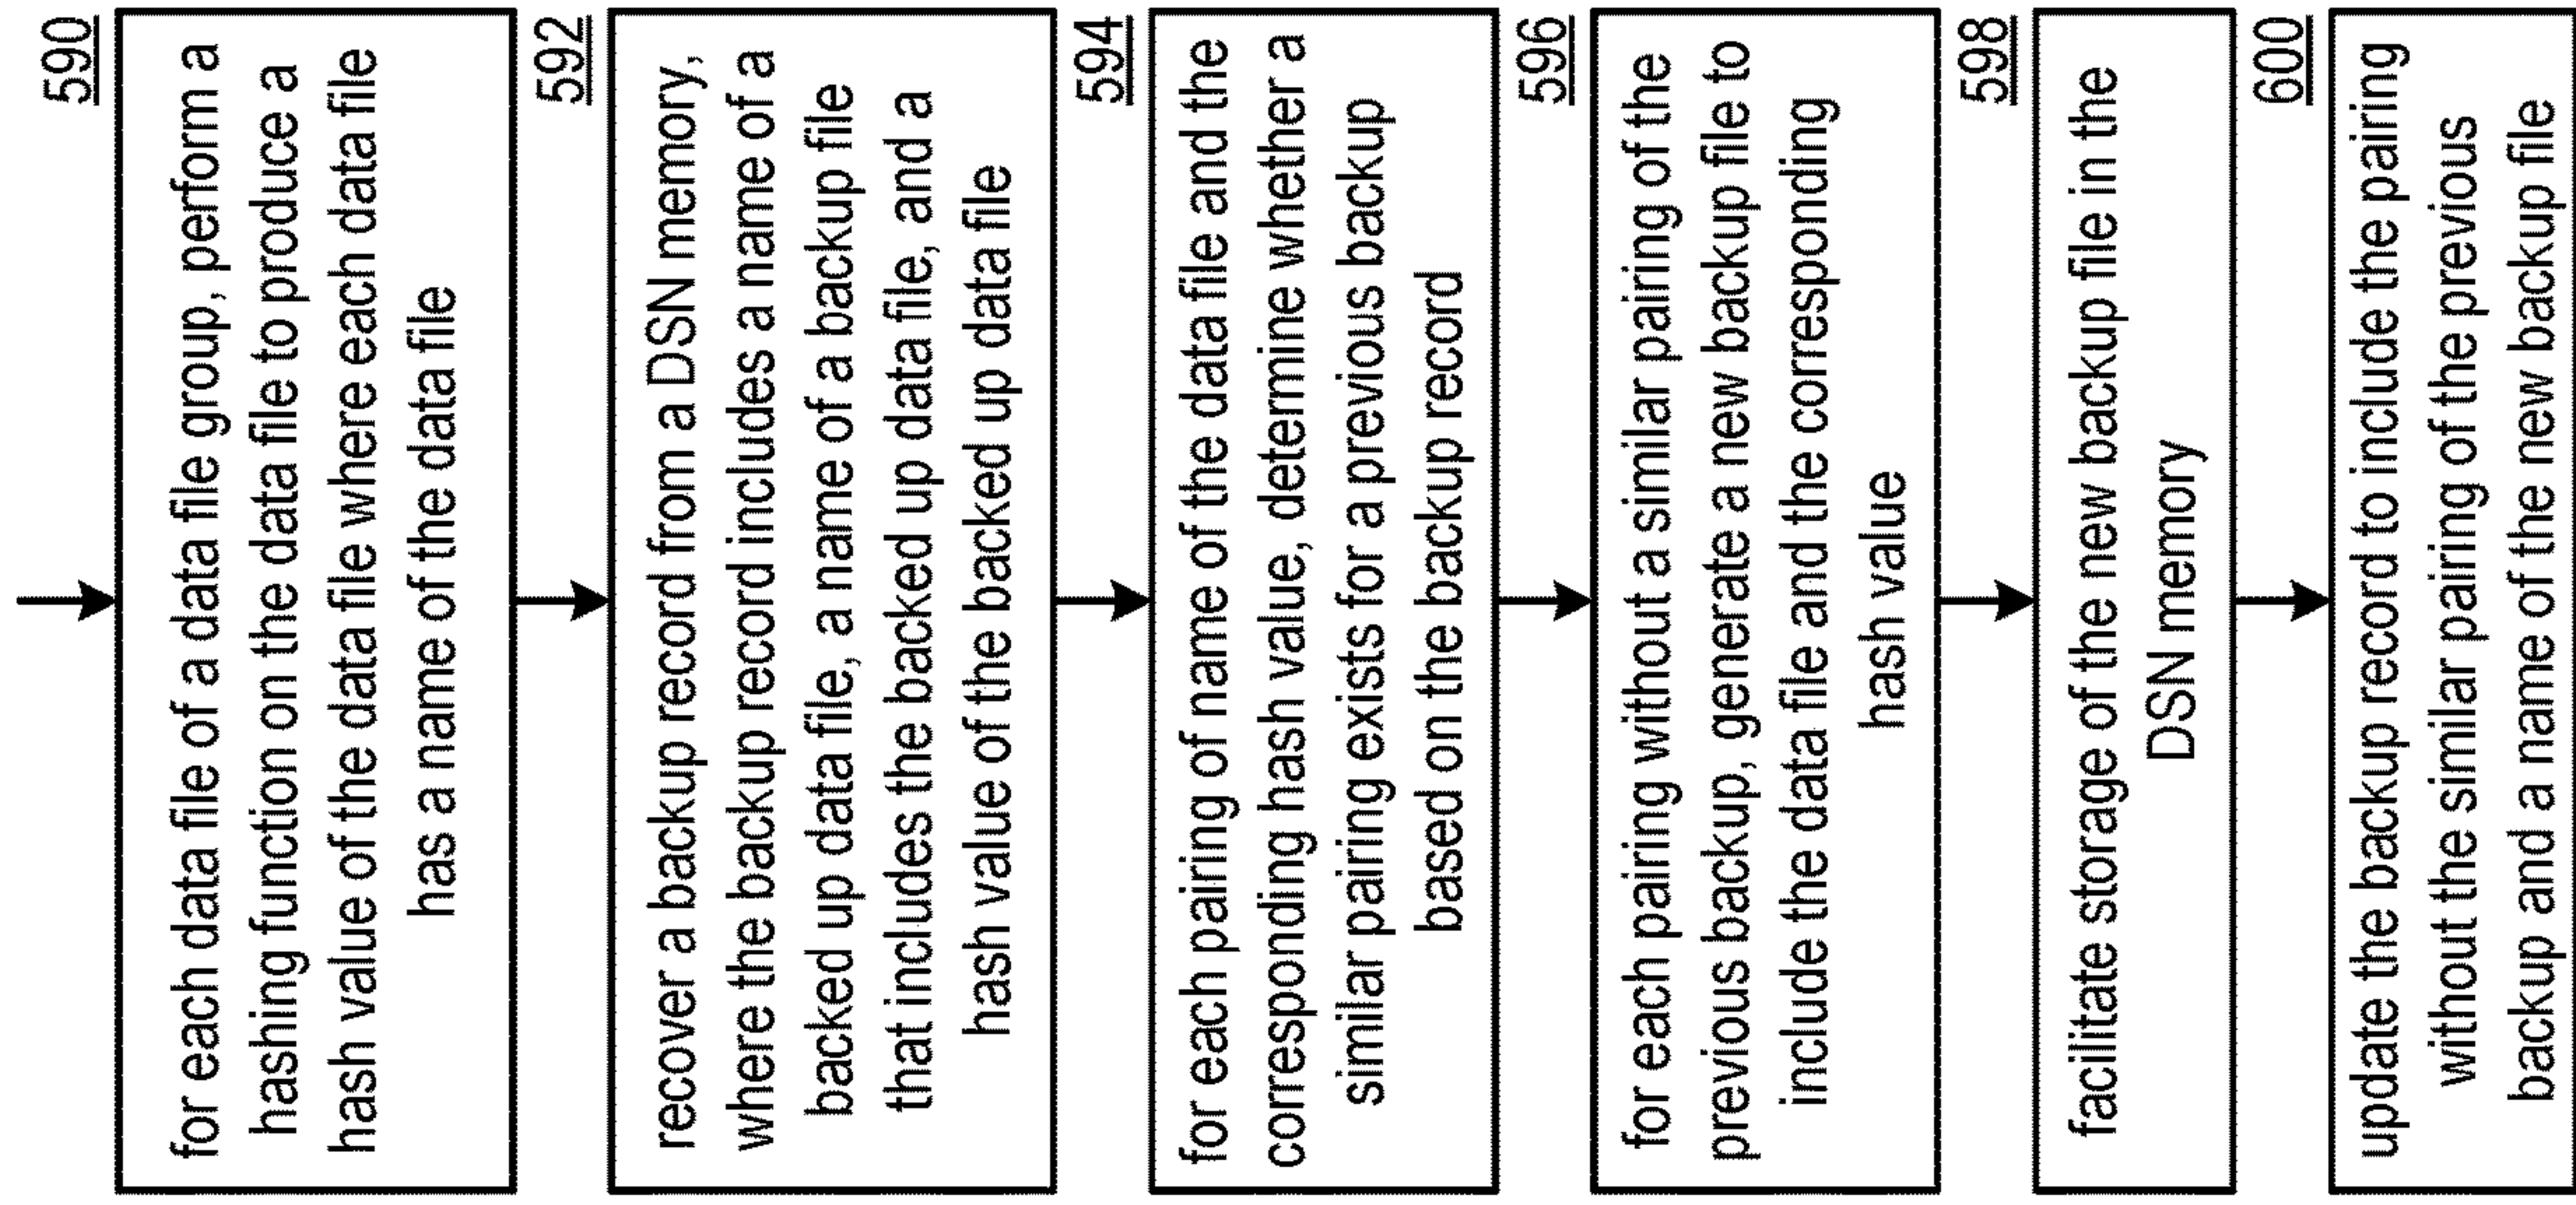 590
for each data file of a data file group, perform a
hashing function on the data file to produce a
hash value of the data file where each data file
has a name of the data file
592
recover a backup record from a DSN memory,
where the backup record includes a name of a
backed up data file, a name of a backup file
that includes the backed up data file, and a
hash value of the backed up data file
594
for each pairing of name of the data file and the
corresponding hash value, determine whether a
similar pairing exists for a previous backup
based on the backup record
596
for each pairing without a similar pairing of the
previous backup, generate a new backup file to
include the data file and the corresponding
hash value
598
facilitate storage of the new backup file in the
DSN memory
600
update the backup record to include the pairing
without the similar pairing of the previous
backup and a name of the new backup file